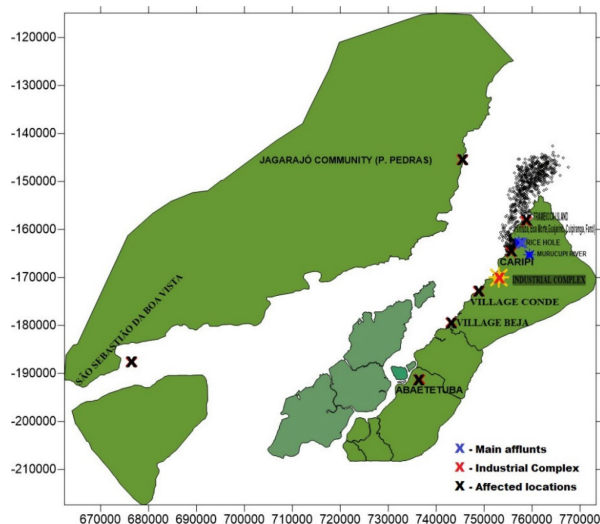 -120000
-130000
-140000
JAGARAJÓ COMMUNITY (P. PEDRAS)
-150000
-160000
RICE HOLE
MURUCUPI RIVER
CARIPI
-170000
INDUSTRIAL COMPLEX
VILLAGE CONDE
SÃO SEBASTIÃO DA BOA VISTA
-180000
VILLAGE BEJA
-190000
ABAETETUBA
-200000
X - Main afflunts
X - Industrial Complex
X - Affected locations
-210000
670000 680000 690000 700000 710000 720000 730000 740000 750000 760000 770000